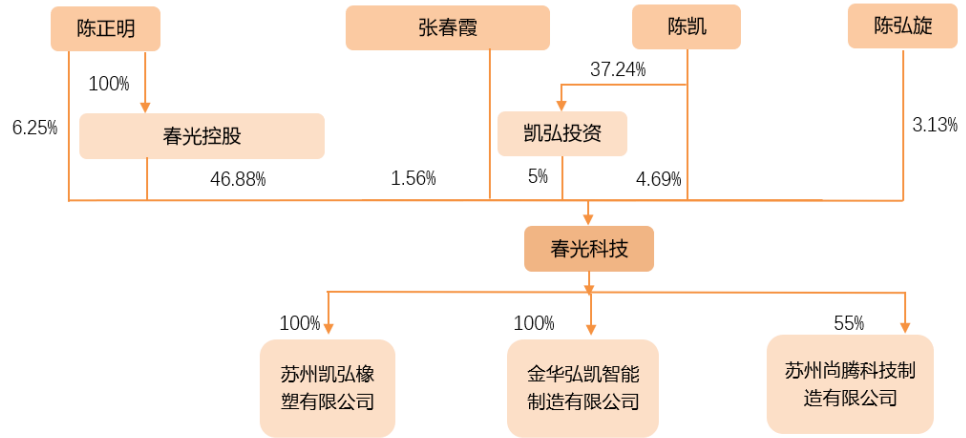 陈正明
张春霞
陈凯
陈弘旋
100%
37.24%
6.25%
春光控股
凯弘投资
3.13%
46.88%
1.56%
5%
4.69%
春光科技
100%
100%
55%
苏州凯弘橡
塑有限公司
金华弘凯智能
制造有限公司
苏州尚腾科技制
造有限公司